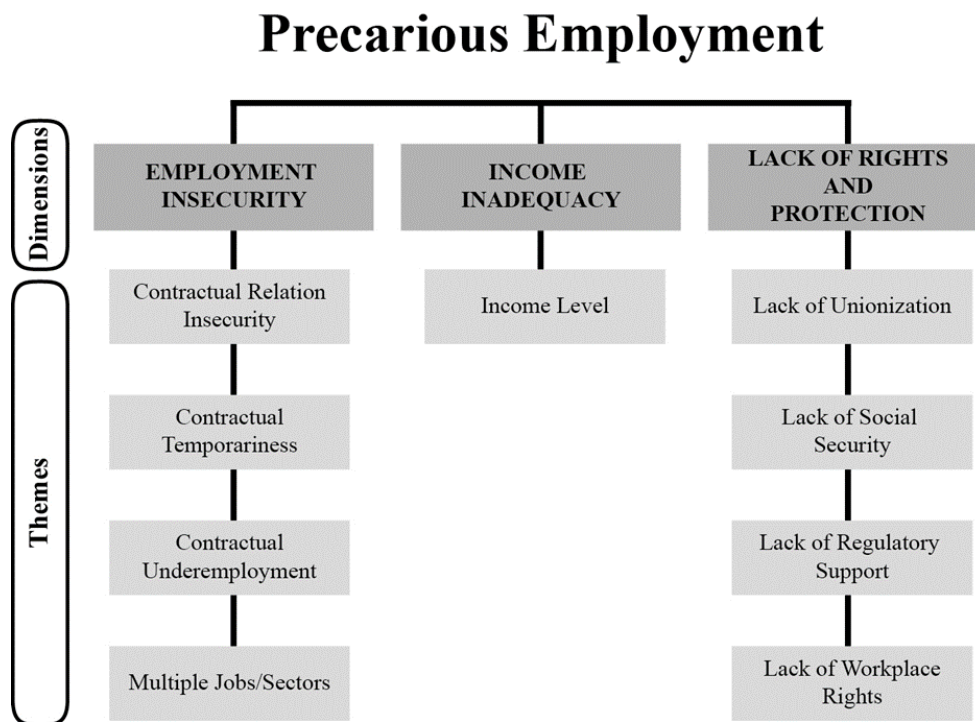 Precarious Employment
Dimensions
EMPLOYMENT
INSECURITY
INCOME
INADEQUACY
LACK OF RIGHTS
AND
PROTECTION
Themes
Contractual Relation
Insecurity
Income Level
Lack of Unionization
Contractual
Temporariness
Lack of Social
Security
Contractual
Underemployment
Lack of Regulatory
Support
Multiple Jobs/Sectors
Lack of Workplace
Rights